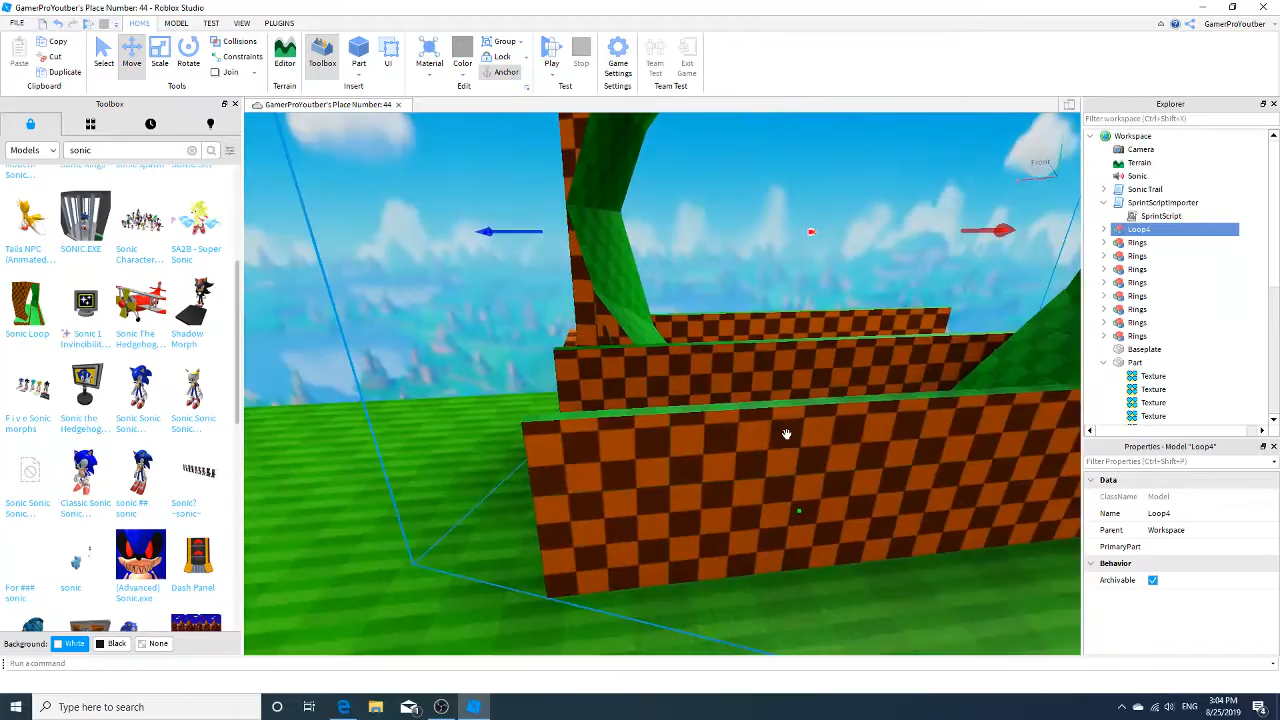 GamerProYoutber's Place Number: 44 - Roblox Studio
FILE HOME MODEL TEST VIEW PLUGINS GamerProYoutber
Paste Copy Cut Duplicate Clipboard
Select Move Scale Rotate Collisions Constraints Join Tools
Editor Terrain
Toolbox Part UI Insert
Material Color Group Lock Anchor Edit
Play Stop Test
Game Settings Settings
Team Test Exit Game Team Test
Toolbox
Models sonic
Sonic...
Tails NPC (Animated...
SONIC.EXE
Sonic Character...
SA2B - Super Sonic
Sonic Loop
Sonic 1 Invincibilit...
Sonic The Hedgehog...
Shadow Morph
F i v e Sonic morphs
Sonic the Hedgehog...
Sonic Sonic Sonic...
Sonic Sonic Sonic...
Sonic Sonic Sonic...
Classic Sonic Sonic...
sonic ## sonic
Sonic? ~sonic~
For ### sonic
sonic
(Advanced) Sonic.exe
Dash Panel
Background: White Black None
Run a command
GamerProYoutber's Place Number: 44
Front
Explorer
Filter workspace (Ctrl+Shift+X)
Workspace
Camera
Terrain
Sonic
Sonic Trail
SprintScriptImporter
SprintScript
Loop4
Rings
Rings
Rings
Rings
Rings
Rings
Rings
Rings
Baseplate
Part
Texture
Texture
Texture
Texture
Properties - Model "Loop4"
Filter Properties (Ctrl+Shift+P)
Data
ClassName Model
Name Loop4
Parent Workspace
PrimaryPart
Behavior
Archivable
Type here to search
ENG
3:04 PM
8/25/2019